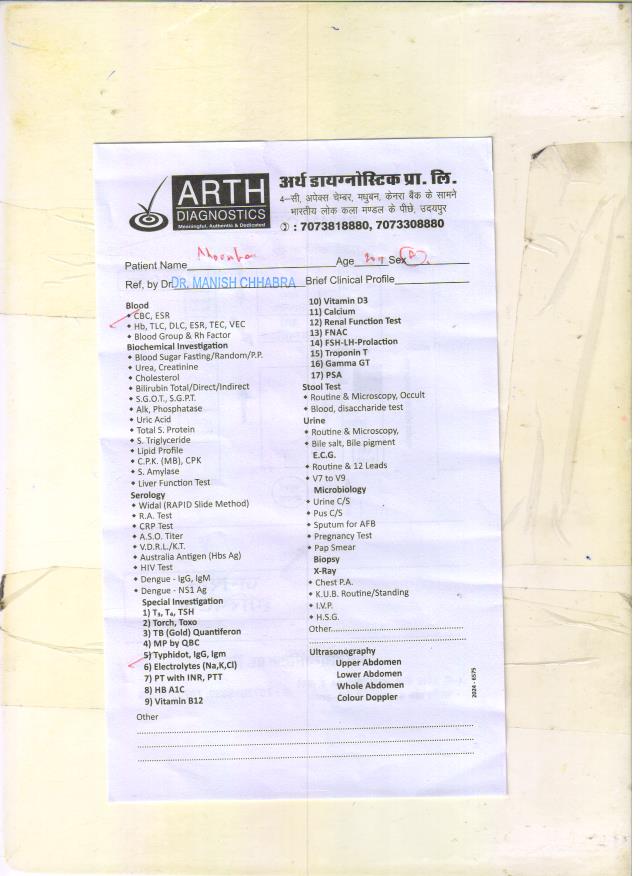 ARTH
DIAGNOSTICS
Meaningful, Authentic & Dedicated
अर्थ डायग्नोस्टिक प्रा. लि.
4-सी, अपेक्स चेम्बर, मधुबन, केनरा बैंक के सामने
भारतीय लोक कला मण्डल के पीछे, उदयपुर
✆ : 7073818880, 7073308880
Patient Name Age Sex
Ref, by Dr. DR. MANISH CHHABRA Brief Clinical Profile
Blood
◆ CBC, ESR
◆ Hb, TLC, DLC, ESR, TEC, VEC
◆ Blood Group & Rh Factor
Biochemical Investigation
◆ Blood Sugar Fasting/Random/P.P.
◆ Urea, Creatinine
◆ Cholesterol
◆ Bilirubin Total/Direct/Indirect
◆ S.G.O.T., S.G.P.T.
◆ Alk, Phosphatase
◆ Uric Acid
◆ Total S. Protein
◆ S. Triglyceride
◆ Lipid Profile
◆ C.P.K. (MB), CPK
◆ S. Amylase
◆ Liver Function Test
Serology
◆ Widal (RAPID Slide Method)
◆ R.A. Test
◆ CRP Test
◆ A.S.O. Titer
◆ V.D.R.L./K.T.
◆ Australia Antigen (Hbs Ag)
◆ HIV Test
◆ Dengue - IgG, IgM
◆ Dengue - NS1 Ag
Special Investigation
1) T₃, T₄, TSH
2) Torch, Toxo
3) TB (Gold) Quantiferon
4) MP by QBC
5) Typhidot, IgG, Igm
6) Electrolytes (Na,K,Cl)
7) PT with INR, PTT
8) HB A1C
9) Vitamin B12
10) Vitamin D3
11) Calcium
12) Renal Function Test
13) FNAC
14) FSH-LH-Prolaction
15) Troponin T
16) Gamma GT
17) PSA
Stool Test
◆ Routine & Microscopy, Occult
◆ Blood, disaccharide test
Urine
◆ Routine & Microscopy,
◆ Bile salt, Bile pigment
E.C.G.
◆ Routine & 12 Leads
◆ V7 to V9
Microbiology
◆ Urine C/S
◆ Pus C/S
◆ Sputum for AFB
◆ Pregnancy Test
◆ Pap Smear
Biopsy
X-Ray
◆ Chest P.A.
◆ K.U.B. Routine/Standing
◆ I.V.P.
◆ H.S.G.
Other
Ultrasonography
Upper Abdomen
Lower Abdomen
Whole Abdomen
Colour Doppler
2024 - 6575
Other